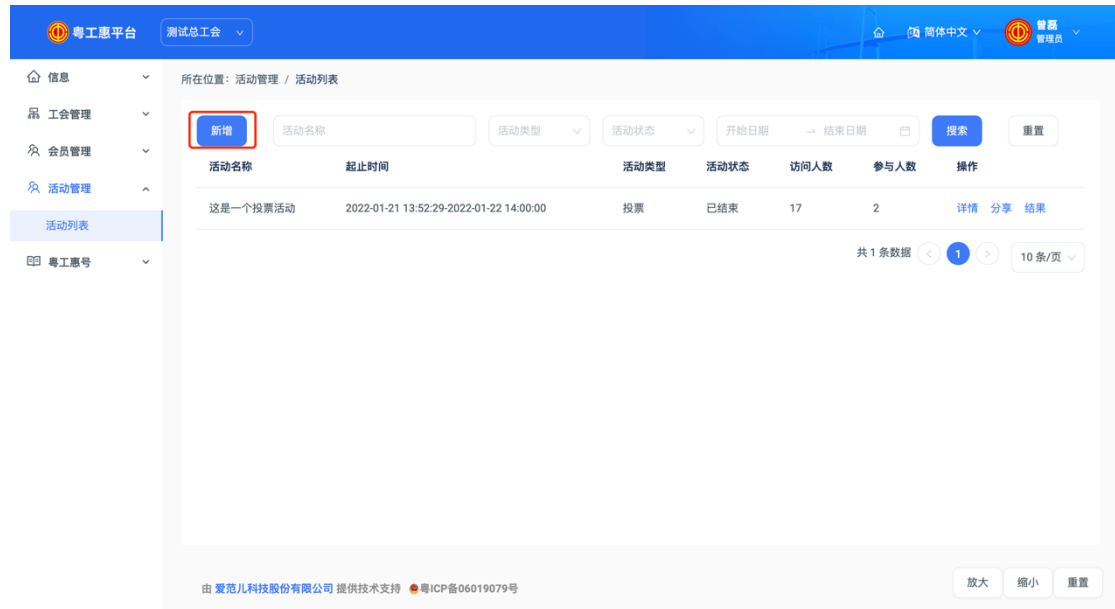 粤工惠平台 测试总工会 简体中文 曾磊
管理员
信息
工会管理
会员管理
活动管理
活动列表
粤工惠号
所在位置：活动管理 / 活动列表
新增 活动名称 活动类型 活动状态 开始日期 → 结束日期 搜索 重置
活动名称 起止时间 活动类型 活动状态 访问人数 参与人数 操作
这是一个投票活动 2022-01-21 13:52:29-2022-01-22 14:00:00 投票 已结束 17 2 详情 分享 结果
共 1 条数据 < 1 > 10 条/页
由 爱范儿科技股份有限公司 提供技术支持 粤ICP备06019079号
放大 缩小 重置